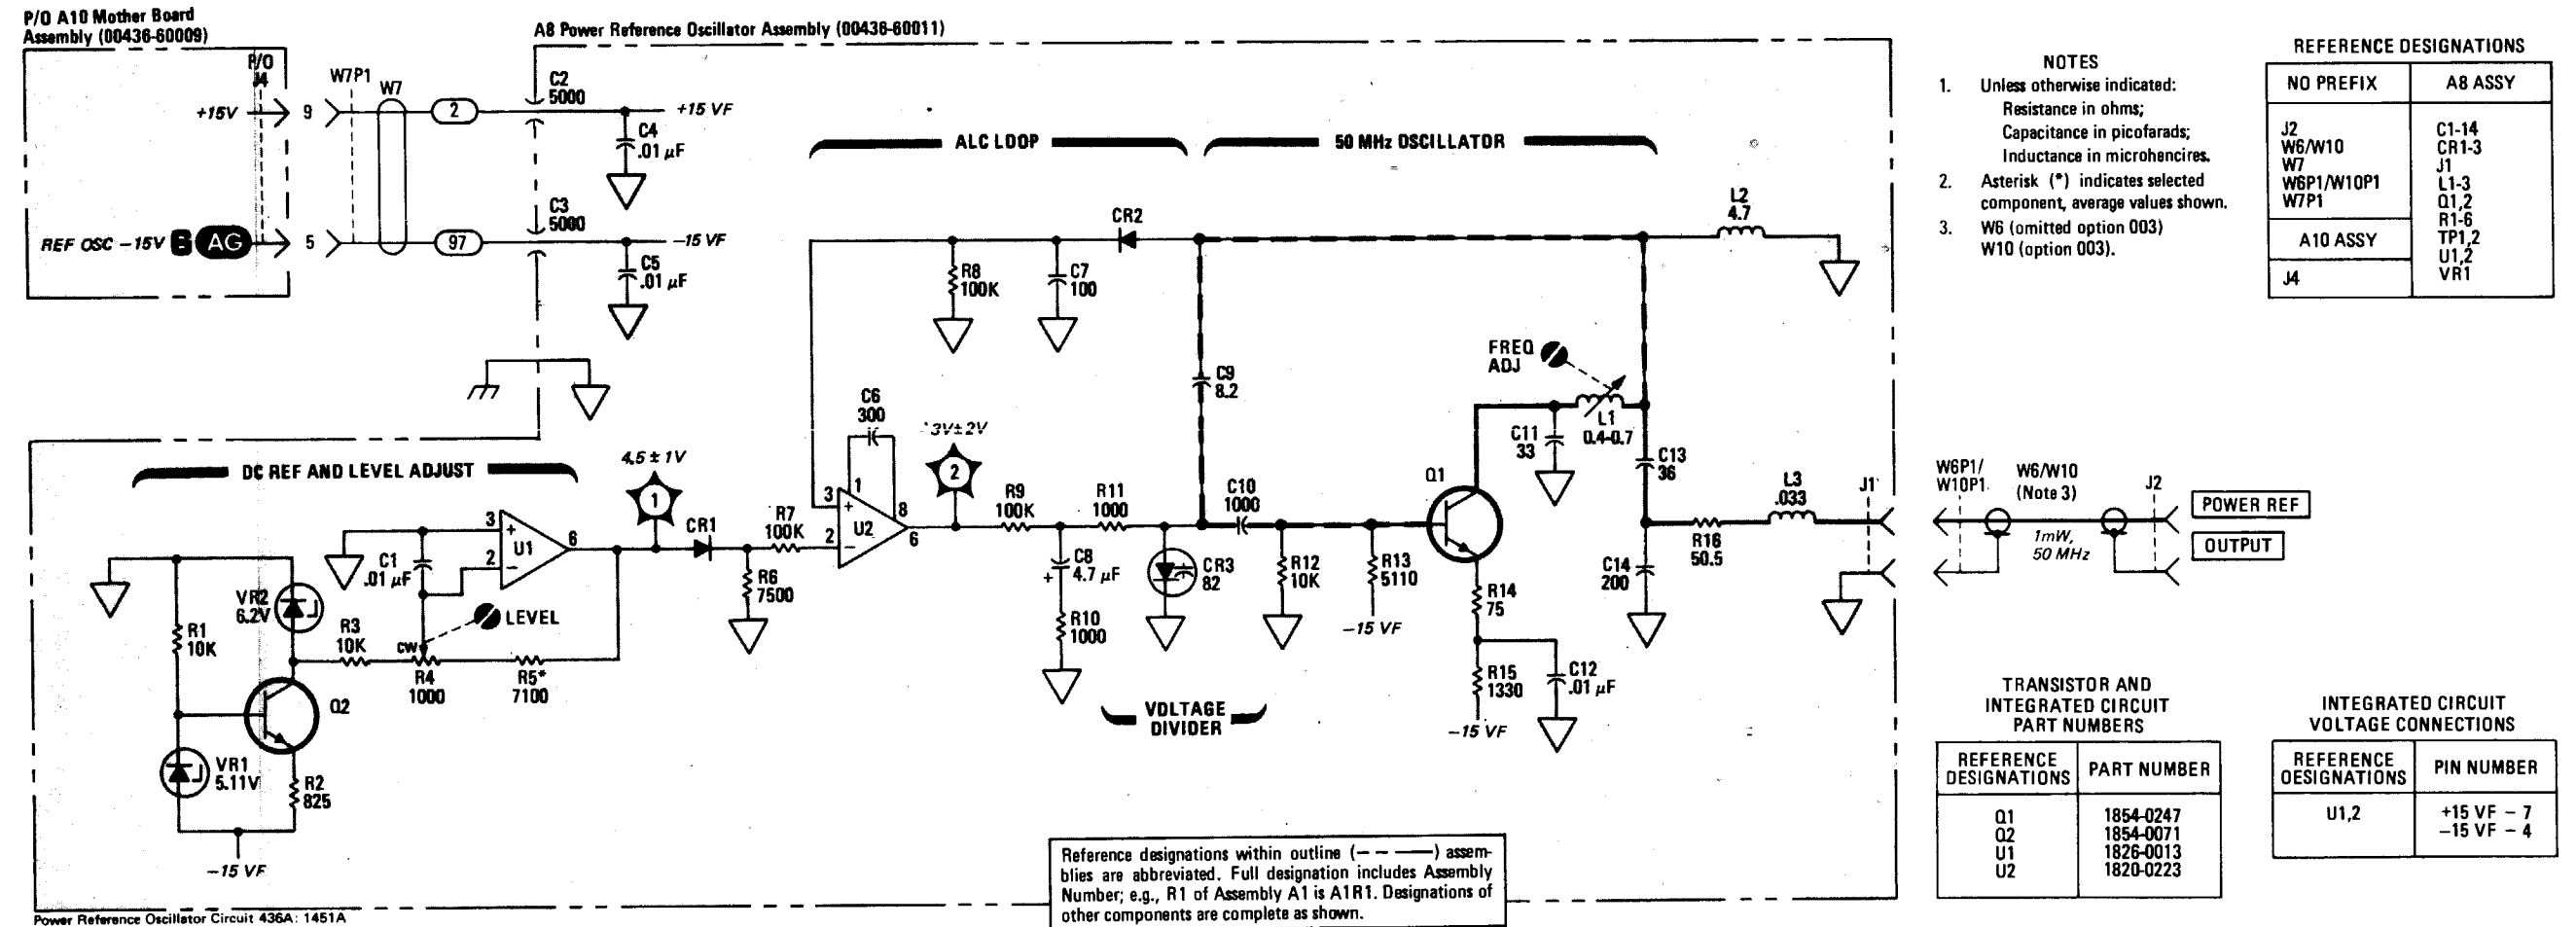 P/O A10 Mother Board
Assembly (00436-60009)
A8 Power Reference Oscillator Assembly (00436-60011)
P/O
J4
W7P1
W7
+15V
9
2
C2
5000
+15 VF
C4
.01 µF
REF OSC -15V
AG
5
97
C3
5000
-15 VF
C5
.01 µF
ALC LOOP
50 MHz OSCILLATOR
CR2
L2
4.7
R8
100K
C7
100
C9
8.2
FREQ
ADJ
L1
0.4-0.7
C11
33
C13
36
C6
300
3V±2V
2
DC REF AND LEVEL ADJUST
4.5 ± 1V
1
3
+
U1
2
−
6
C1
.01 µF
CR1
R7
100K
R6
7500
3
1
8
+
U2
2
−
6
R9
100K
R11
1000
C10
1000
C8
4.7 µF
+
R10
1000
CR3
82
R12
10K
R13
5110
-15 VF
Q1
R14
75
R15
1330
-15 VF
C12
.01 µF
C14
200
R16
50.5
L3
.033
J1
W6P1/
W10P1
W6/W10
(Note 3)
J2
1mW,
50 MHz
POWER REF
OUTPUT
VR2
6.2V
LEVEL
R1
10K
R3
10K
CW
R4
1000
R5*
7100
Q2
VR1
5.11V
R2
825
-15 VF
VOLTAGE
DIVIDER
Reference designations within outline (-- — —) assem-
blies are abbreviated. Full designation includes Assembly
Number; e.g., R1 of Assembly A1 is A1R1. Designations of
other components are complete as shown.
Power Reference Oscillator Circuit 436A: 1451A
NOTES
1. Unless otherwise indicated:
Resistance in ohms;
Capacitance in picofarads;
Inductance in microhencires.
2. Asterisk (*) indicates selected
component, average values shown.
3. W6 (omitted option 003)
W10 (option 003).
REFERENCE DESIGNATIONS
NO PREFIX A8 ASSY
J2
W6/W10
W7
W6P1/W10P1
W7P1
A10 ASSY
J4
C1-14
CR1-3
J1
L1-3
Q1,2
R1-6
TP1,2
U1,2
VR1
TRANSISTOR AND
INTEGRATED CIRCUIT
PART NUMBERS
REFERENCE
DESIGNATIONS
PART NUMBER
Q1 1854-0247
Q2 1854-0071
U1 1826-0013
U2 1820-0223
INTEGRATED CIRCUIT
VOLTAGE CONNECTIONS
REFERENCE
OESIGNATIONS
PIN NUMBER
U1,2 +15 VF - 7
-15 VF - 4